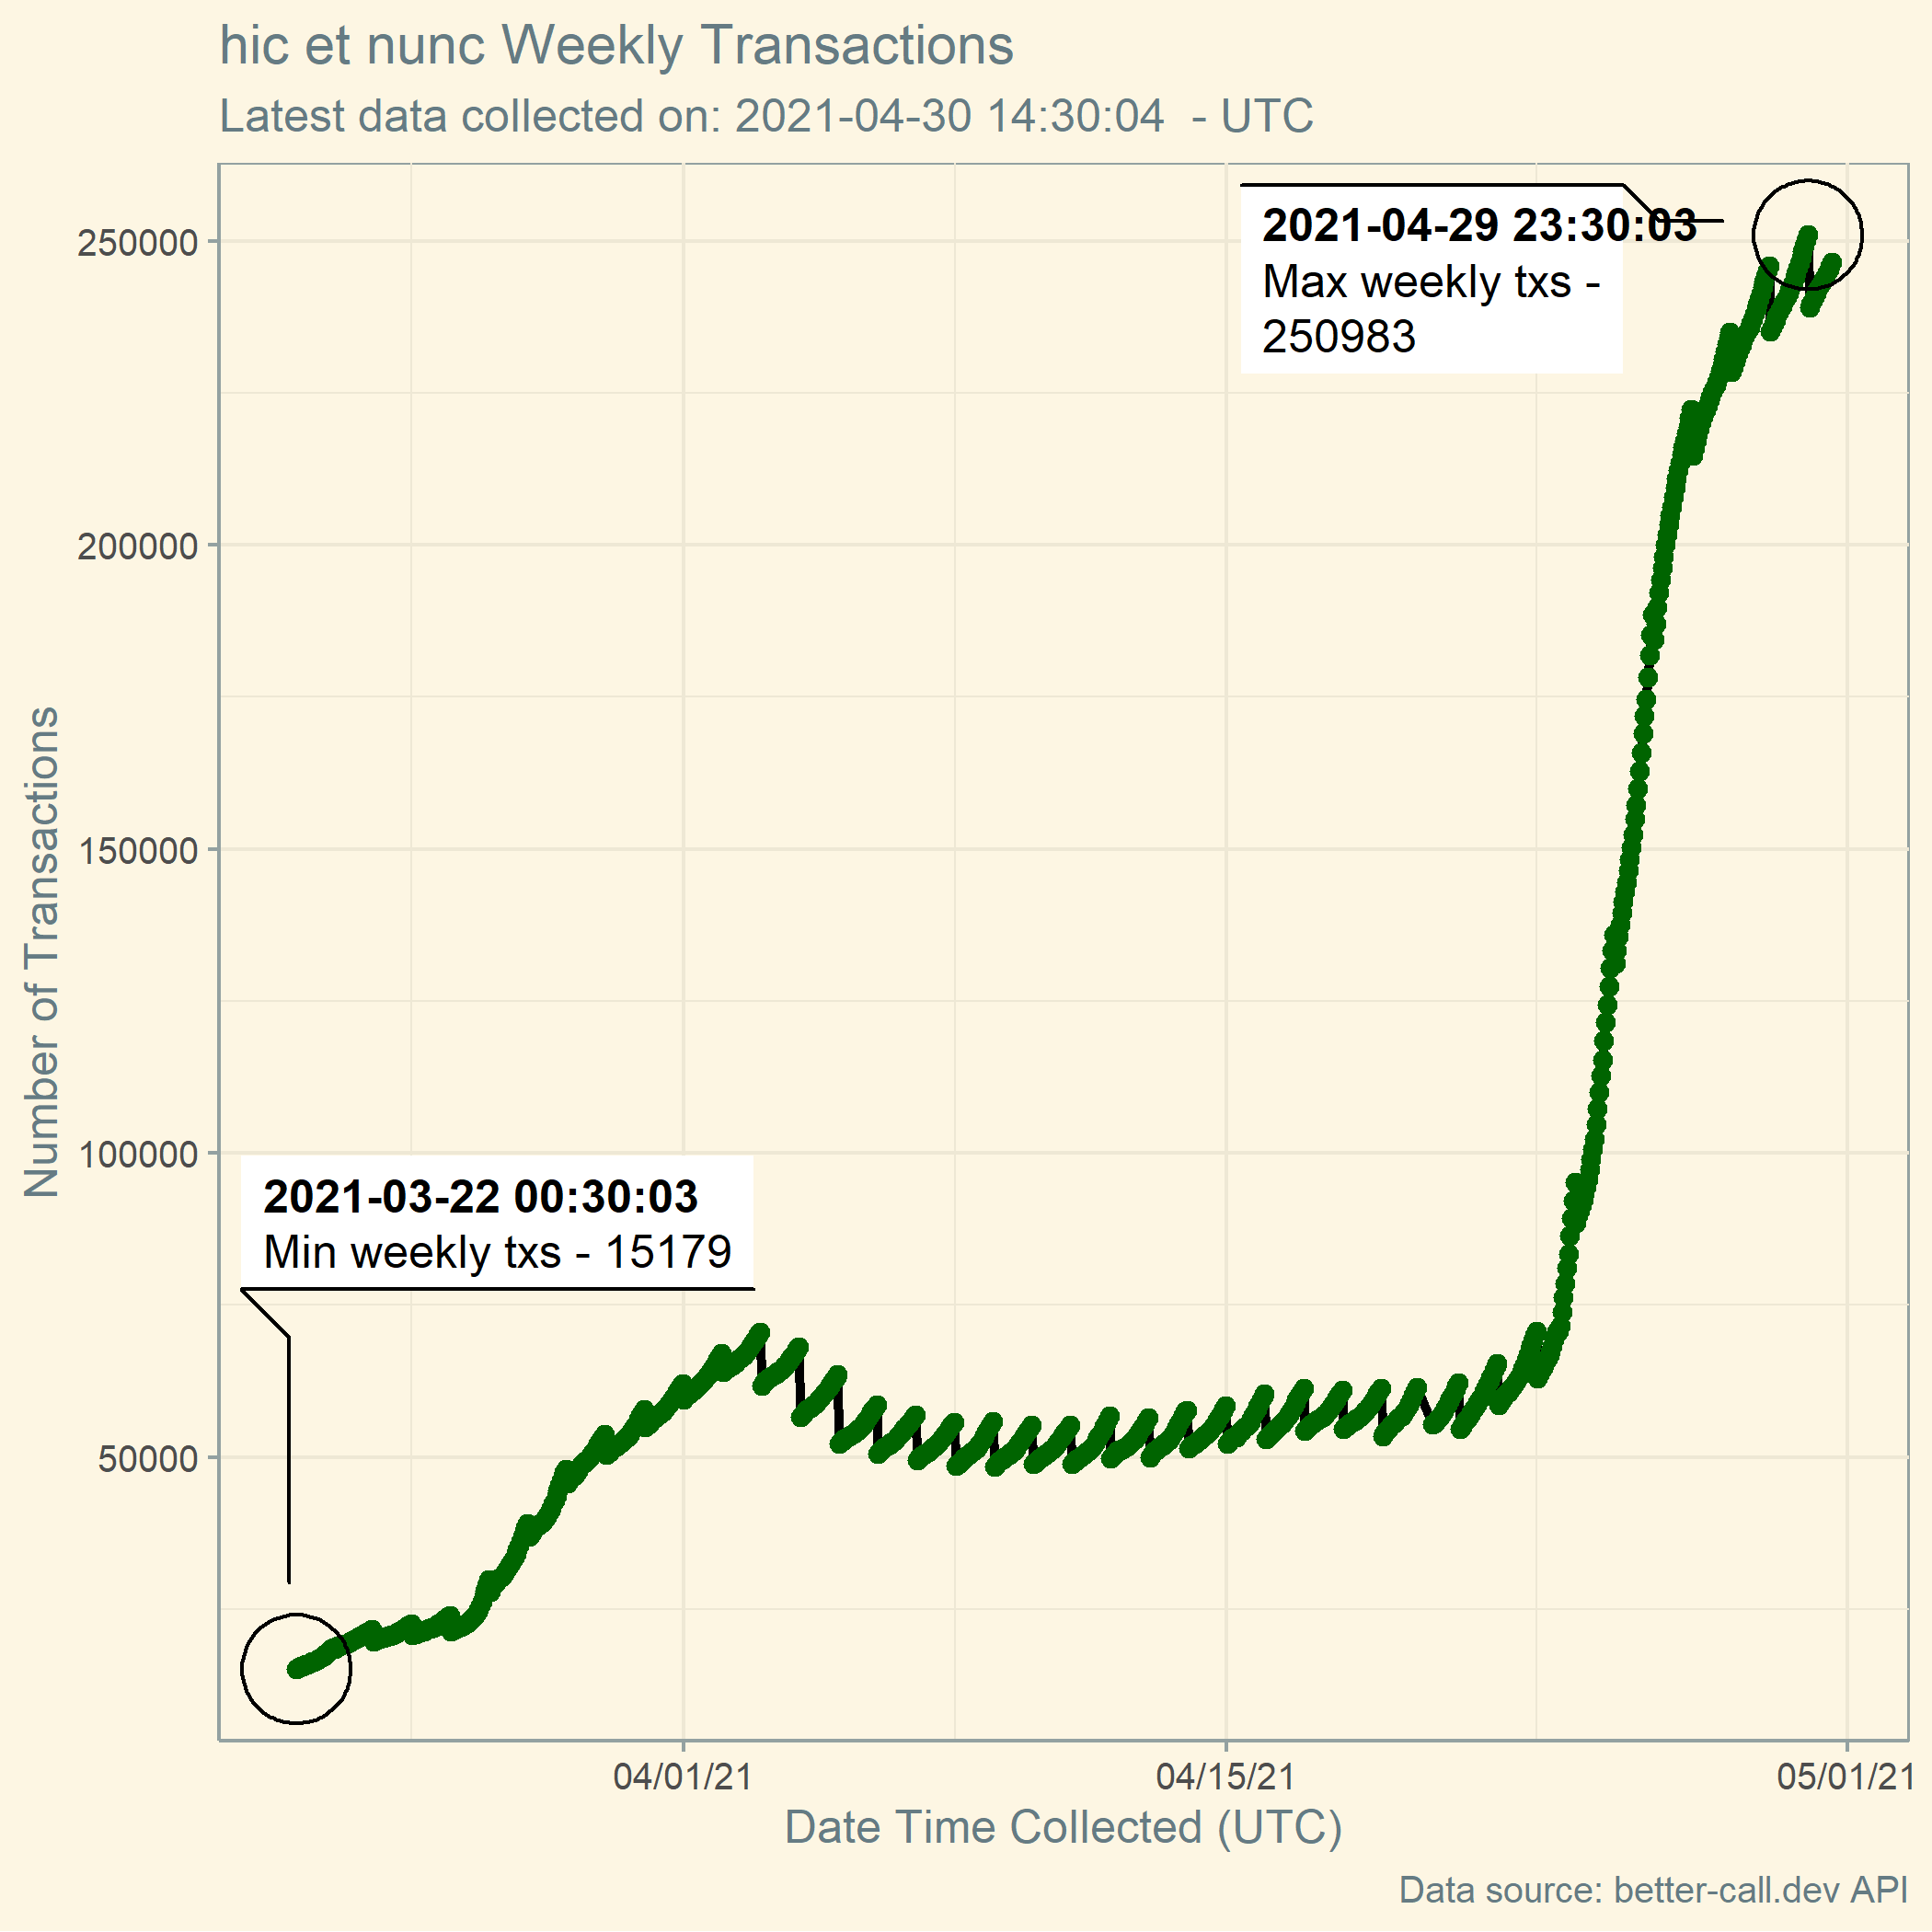 hic et nunc Weekly Transactions
Latest data collected on: 2021-04-30 14:30:04  - UTC
2021-04-29 23:30:03
Max weekly txs -
250983
250000
200000
150000
100000
50000
Number of Transactions
2021-03-22 00:30:03
Min weekly txs - 15179
04/01/21
04/15/21
05/01/21
Date Time Collected (UTC)
Data source: better-call.dev API